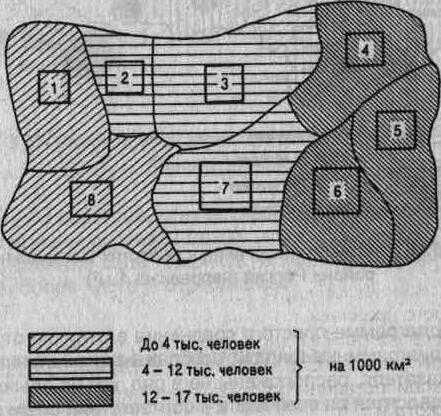 1
2
3
4
5
6
7
8
До 4 тыс. человек
4 – 12 тыс. человек
12 – 17 тыс. человек
на 1000 км²